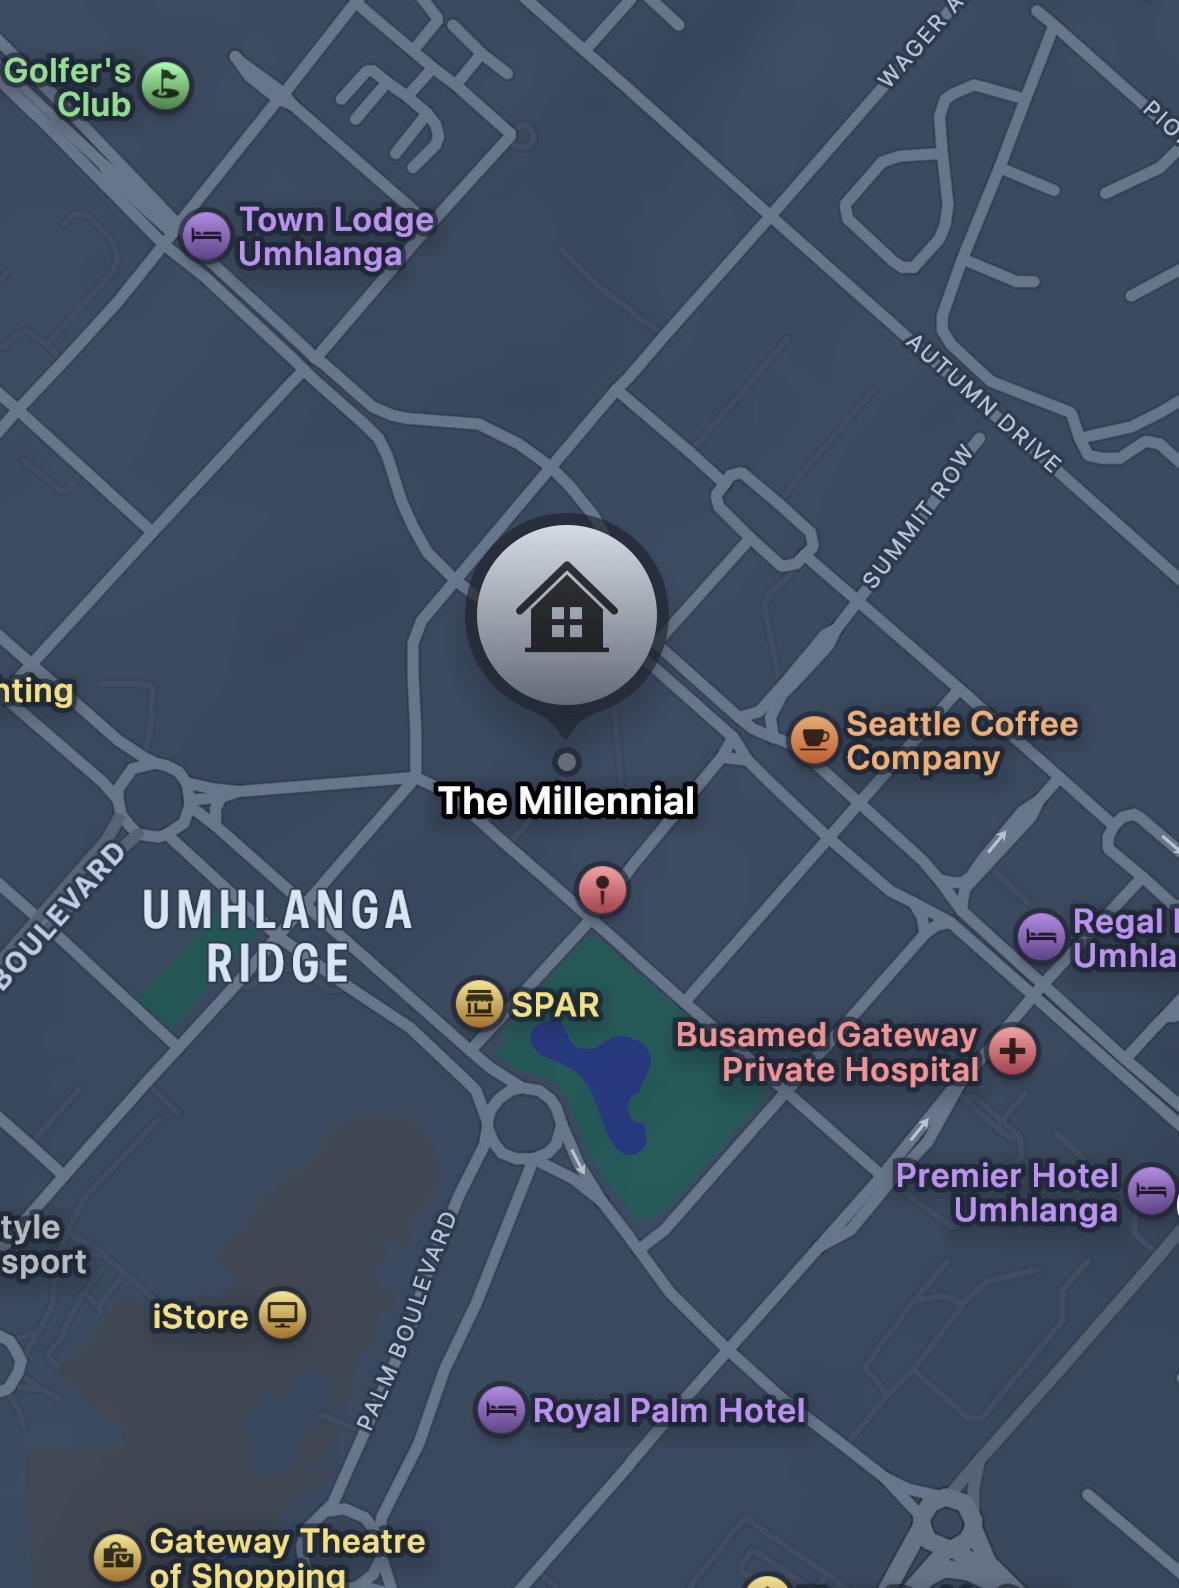 WAGER A
Golfer's
Club
PIO
Town Lodge
Umhlanga
AUTUMN DRIVE
SUMMIT ROW
nting
Seattle Coffee
Company
The Millennial
BOULEVARD
UMHLANGA
RIDGE
Regal
Umhla
SPAR
Busamed Gateway
Private Hospital
Premier Hotel
Umhlanga
tyle
sport
PALM BOULEVARD
iStore
Royal Palm Hotel
Gateway Theatre
of Shopping